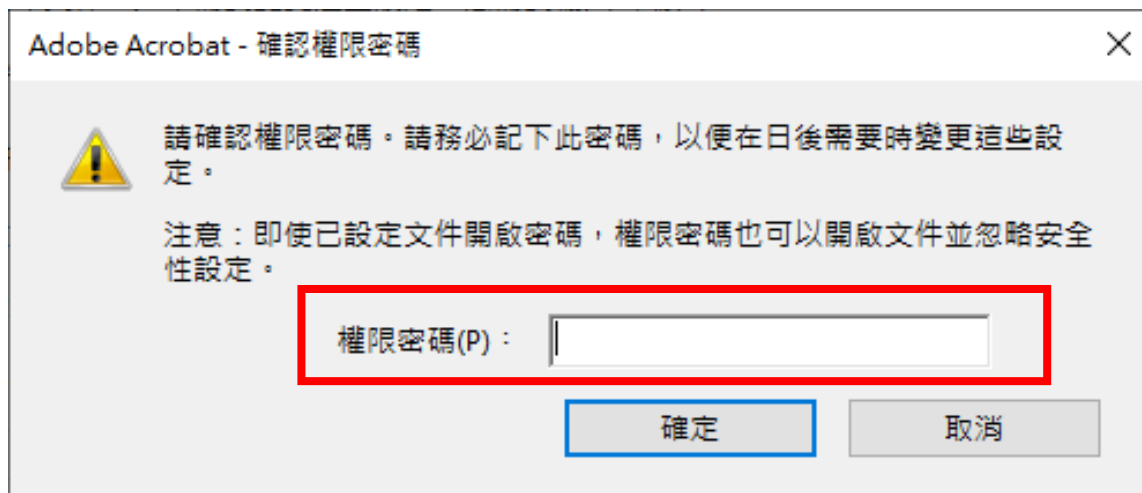 Adobe Acrobat - 確認權限密碼
請確認權限密碼。請務必記下此密碼，以便在日後需要時變更這些設
定。
注意：即使已設定文件開啟密碼，權限密碼也可以開啟文件並忽略安全
性設定。
權限密碼(P)：
確定
取消